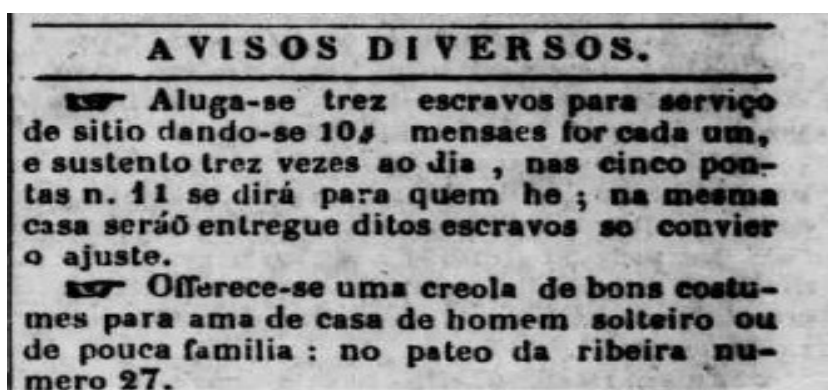 AVISOS DIVERSOS.
☞ Aluga-se trez escravos para serviço
de sitio dando-se 10$ mensaes for cada um,
e sustento trez vezes ao dia , nas cinco pon-
tas n. 11 se dirá para quem he ; na mesma
casa seráõ entregue ditos escravos so convier
o ajuste.
☞ Offerece-se uma creola de bons costu-
mes para ama de casa de homem solteiro ou
de pouca familia : no pateo da ribeira nu-
mero 27.